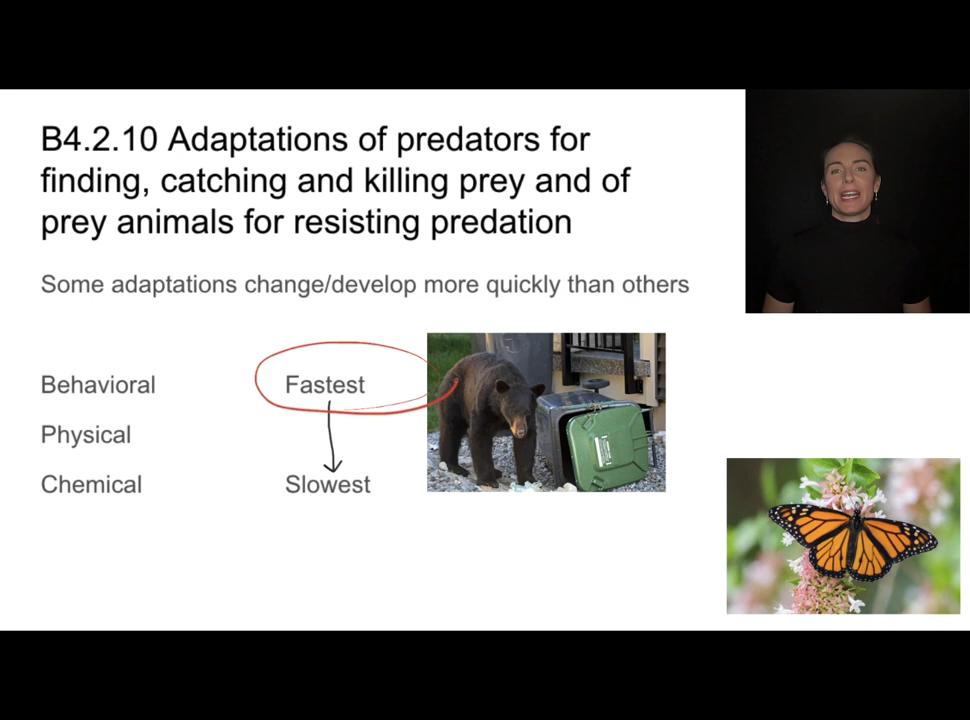 B4.2.10 Adaptations of predators for
finding, catching and killing prey and of
prey animals for resisting predation
Some adaptations change/develop more quickly than others
Behavioral Fastest
Physical
Chemical Slowest